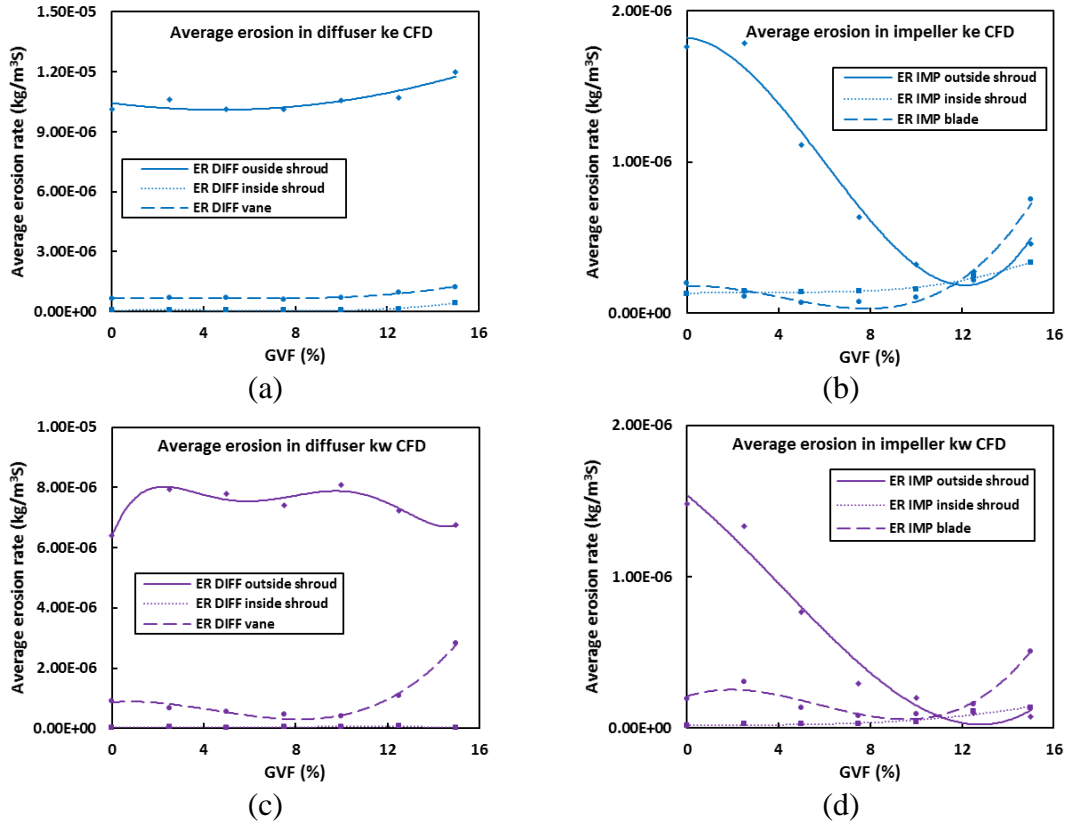 Average erosion in diffuser ke CFD
Average erosion rate (kg/m³S)
1.50E-05
1.20E-05
9.00E-06
6.00E-06
3.00E-06
0.00E+00
ER DIFF ouside shroud
ER DIFF inside shroud
ER DIFF vane
0 4 8 12 16
GVF (%)
(a)
Average erosion in impeller ke CFD
Average erosion rate (kg/m³S)
2.00E-06
1.00E-06
0.00E+00
ER IMP outside shroud
ER IMP inside shroud
ER IMP blade
0 4 8 12 16
GVF (%)
(b)
Average erosion in diffuser kw CFD
Average erosion rate (kg/m³S)
1.00E-05
8.00E-06
6.00E-06
4.00E-06
2.00E-06
0.00E+00
ER DIFF outside shroud
ER DIFF inside shroud
ER DIFF vane
0 4 8 12 16
GVF (%)
(c)
Average erosion in impeller kw CFD
Average erosion rate (kg/m³S)
2.00E-06
1.00E-06
0.00E+00
ER IMP outside shroud
ER IMP inside shroud
ER IMP blade
0 4 8 12 16
GVF (%)
(d)